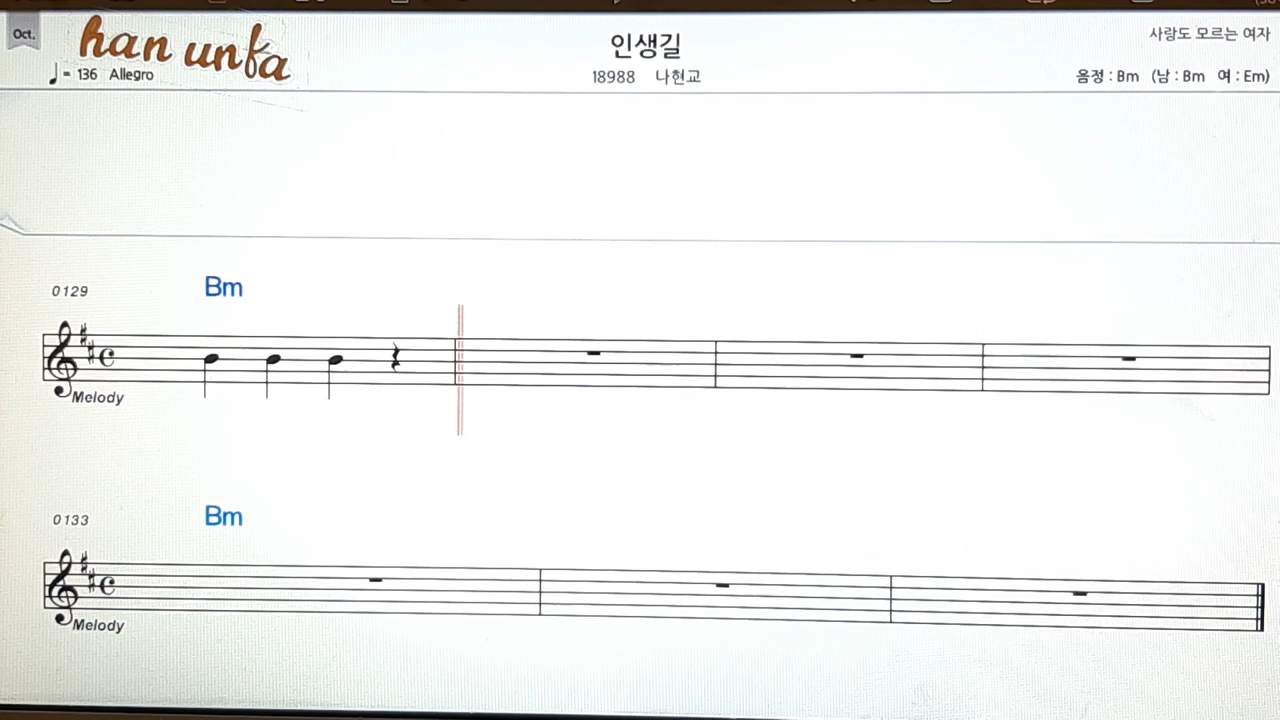 Oct.
han unfa
= 136 Allegro
인생길
18988 나현교
사랑도 모르는 여자
음정 : Bm (남 : Bm 여 : Em)
0129
Bm
Melody
0133
Bm
Melody